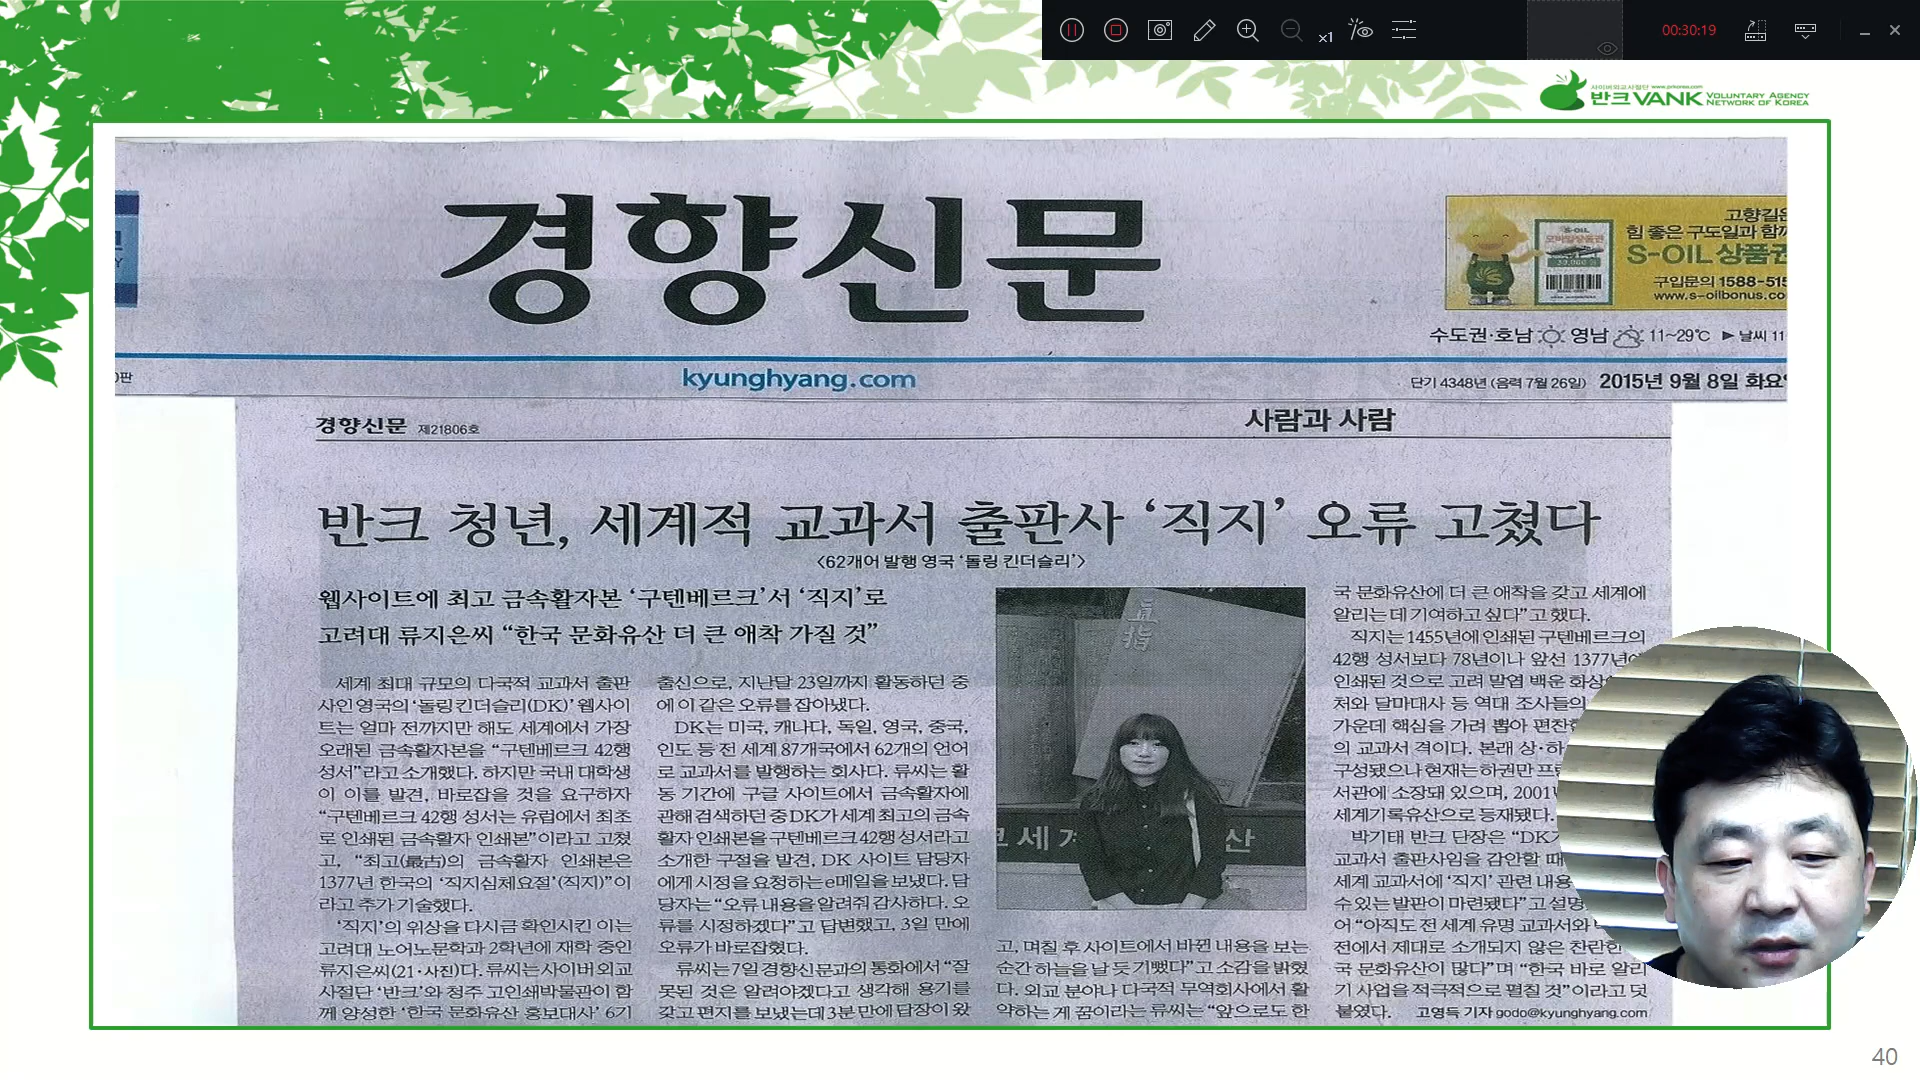 x1
00:30:19
사이버외교사절단 www.prkorea.com
반크 VANK VOLUNTARY AGENCY NETWORK OF KOREA
경향신문
고향길은
힘 좋은 구도일과 함께
S-OIL 상품권
구입문의 1588-515
www.s-oilbonus.co
S-OIL
수도권·호남 영남 11~29℃ ▶날씨 11
판
kyunghyang.com
단기 4348년 (음력 7월 26일) 2015년 9월 8일 화요일
경향신문 제21806호
사람과 사람
반크 청년, 세계적 교과서 출판사 ‘직지’ 오류 고쳤다
<62개어 발행 영국 ‘돌링 킨더슬리’>
웹사이트에 최고 금속활자본 ‘구텐베르크’서 ‘직지’로
고려대 류지은씨 “한국 문화유산 더 큰 애착 가질 것”
세계 최대 규모의 다국적 교과서 출판
사인 영국의 ‘돌링 킨더슬리(DK)’ 웹사이
트는 얼마 전까지만 해도 세계에서 가장
오래된 금속활자본을 “구텐베르크 42행
성서”라고 소개했다. 하지만 국내 대학생
이 이를 발견, 바로잡을 것을 요구하자
“구텐베르크 42행 성서는 유럽에서 최초
로 인쇄된 금속활자 인쇄본”이라고 고쳤
고, “최고(最古)의 금속활자 인쇄본은
1377년 한국의 ‘직지심체요절’(직지)”이
라고 추가 기술했다.
‘직지’의 위상을 다시금 확인시킨 이는
고려대 노어노문학과 2학년에 재학 중인
류지은씨(21·사진)다. 류씨는 사이버 외교
사절단 ‘반크’와 청주 고인쇄박물관이 함
께 양성한 ‘한국 문화유산 홍보대사’ 6기
출신으로, 지난달 23일까지 활동하던 중
에 이 같은 오류를 잡아냈다.
DK는 미국, 캐나다, 독일, 영국, 중국,
인도 등 전 세계 87개국에서 62개의 언어
로 교과서를 발행하는 회사다. 류씨는 활
동 기간에 구글 사이트에서 금속활자에
관해 검색하던 중 DK가 세계 최고의 금속
활자 인쇄본을 구텐베르크 42행 성서라고
소개한 구절을 발견, DK 사이트 담당자
에게 시정을 요청하는 e메일을 보냈다. 담
당자는 “오류 내용을 알려줘 감사하다. 오
류를 시정하겠다”고 답변했고, 3일 만에
오류가 바로잡혔다.
류씨는 7일 경향신문과의 통화에서 “잘
못된 것은 알려야겠다고 생각해 용기를
갖고 편지를 보냈는데 3분 만에 답장이 왔
고, 며칠 후 사이트에서 바뀐 내용을 보는
순간 하늘을 날 듯 기뻤다”고 소감을 밝혔
다. 외교 분야나 다국적 무역회사에서 활
약하는 게 꿈이라는 류씨는 “앞으로도 한
국 문화유산에 더 큰 애착을 갖고 세계에
알리는 데 기여하고 싶다”고 했다.
직지는 1455년에 인쇄된 구텐베르크의
42행 성서보다 78년이나 앞선 1377년에
인쇄된 것으로 고려 말엽 백운 화상이
처와 달마대사 등 역대 조사들의
가운데 핵심을 가려 뽑아 편찬한
의 교과서 격이다. 본래 상·하
구성됐으나 현재는 하권만 프
서관에 소장돼 있으며, 2001
세계기록유산으로 등재됐다.
박기태 반크 단장은 “DK가
교과서 출판사임을 감안할 때
세계 교과서에 ‘직지’ 관련 내용
수 있는 발판이 마련됐다”고 설명
어 “아직도 전 세계 유명 교과서와
전에서 제대로 소개되지 않은 찬란한
국 문화유산이 많다”며 “한국 바로 알리
기 사업을 적극적으로 펼칠 것”이라고 덧
붙였다. 고영득 기자 godo@kyunghyang.com
40